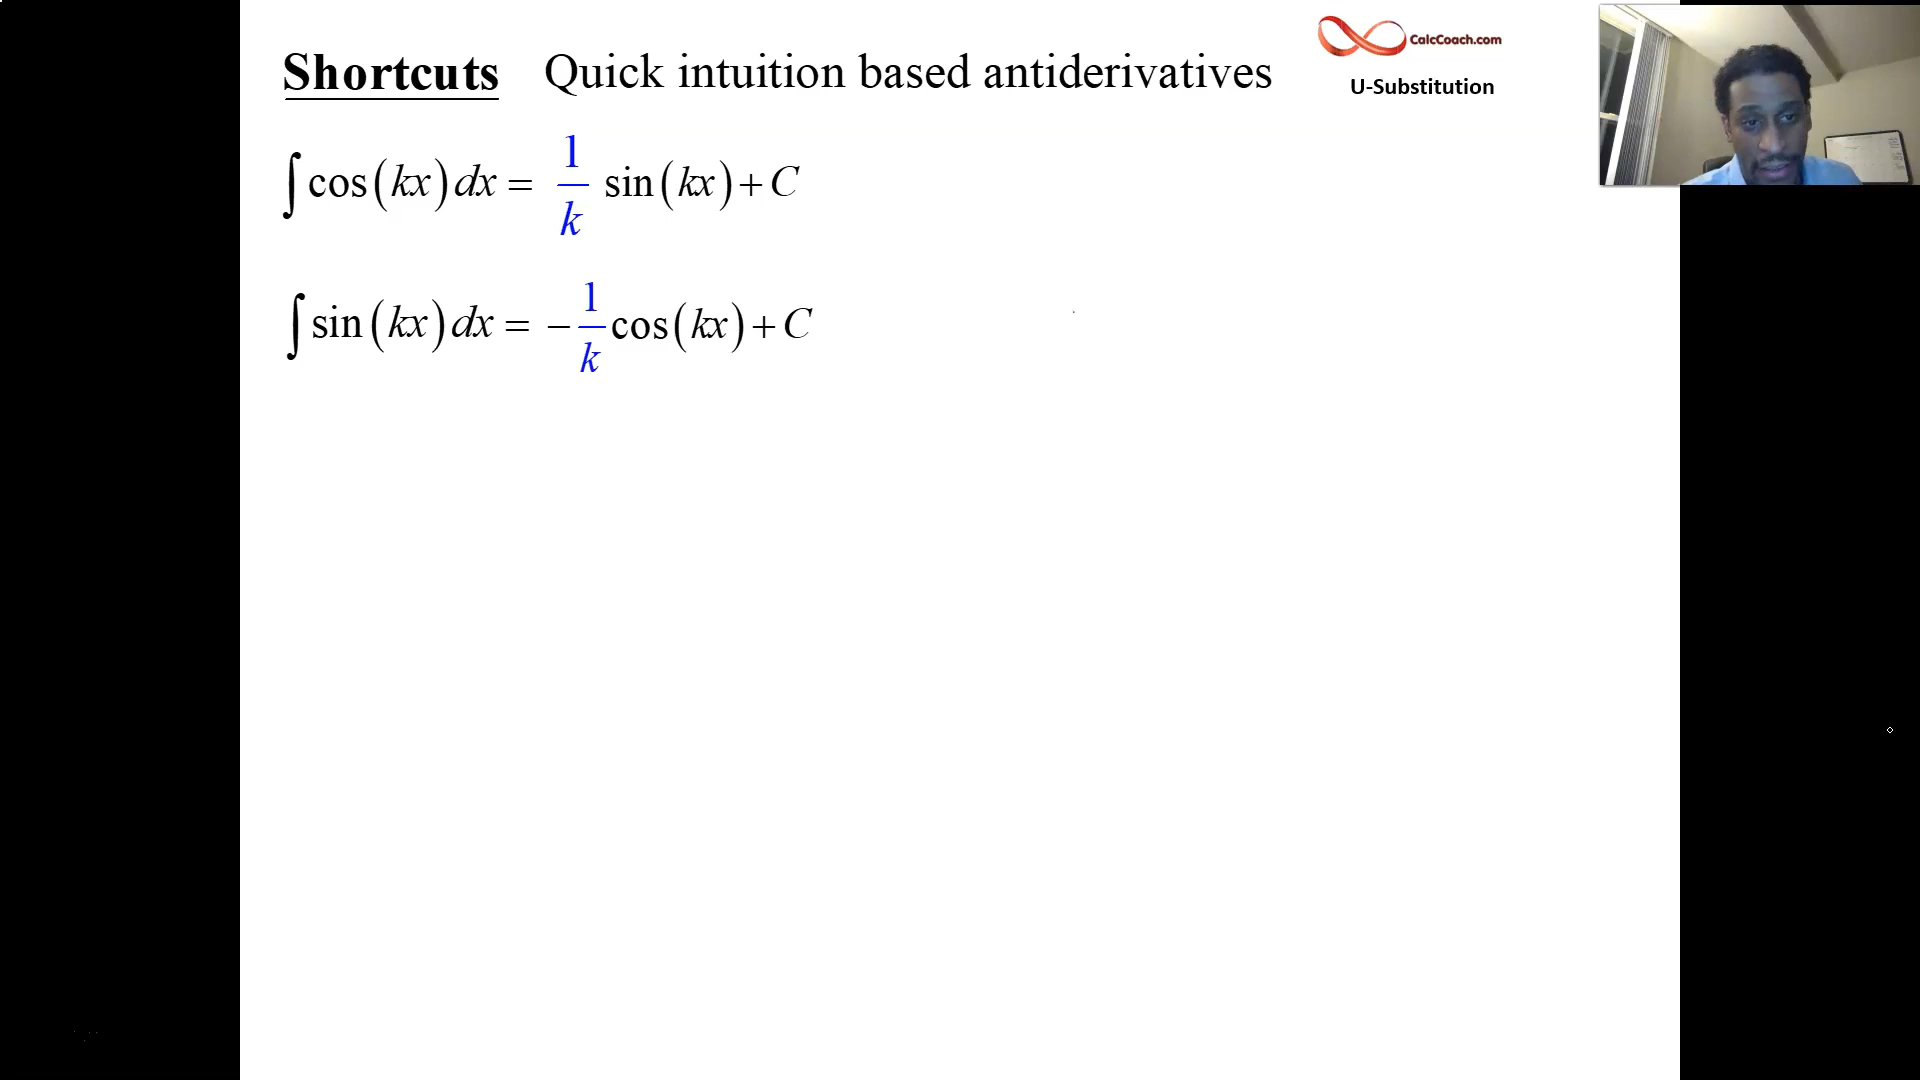 Shortcuts Quick intuition based antiderivatives
CalcCoach.com
U-Substitution
∫ cos(kx) dx = 1/k sin(kx) + C
∫ sin(kx) dx = − 1/k cos(kx) + C